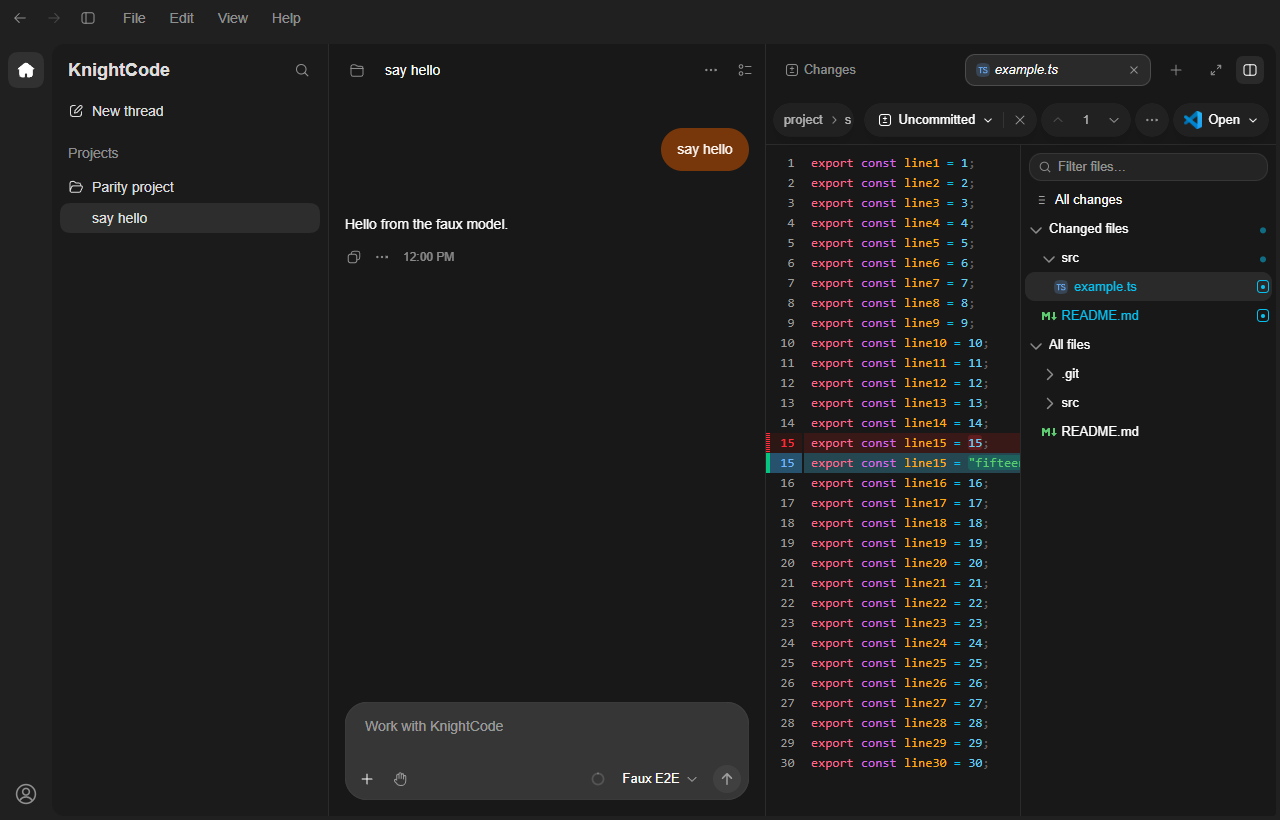 File Edit View Help
KnightCode
New thread
Projects
Parity project
say hello
say hello
say hello
Hello from the faux model.
12:00 PM
Work with KnightCode
Faux E2E
Changes
TS example.ts
project > s
Uncommitted
1
Open
1 export const line1 = 1;
2 export const line2 = 2;
3 export const line3 = 3;
4 export const line4 = 4;
5 export const line5 = 5;
6 export const line6 = 6;
7 export const line7 = 7;
8 export const line8 = 8;
9 export const line9 = 9;
10 export const line10 = 10;
11 export const line11 = 11;
12 export const line12 = 12;
13 export const line13 = 13;
14 export const line14 = 14;
15 export const line15 = 15;
15 export const line15 = "fifteen
16 export const line16 = 16;
17 export const line17 = 17;
18 export const line18 = 18;
19 export const line19 = 19;
20 export const line20 = 20;
21 export const line21 = 21;
22 export const line22 = 22;
23 export const line23 = 23;
24 export const line24 = 24;
25 export const line25 = 25;
26 export const line26 = 26;
27 export const line27 = 27;
28 export const line28 = 28;
29 export const line29 = 29;
30 export const line30 = 30;
Filter files...
All changes
Changed files
src
TS example.ts
M↓ README.md
All files
.git
src
M↓ README.md